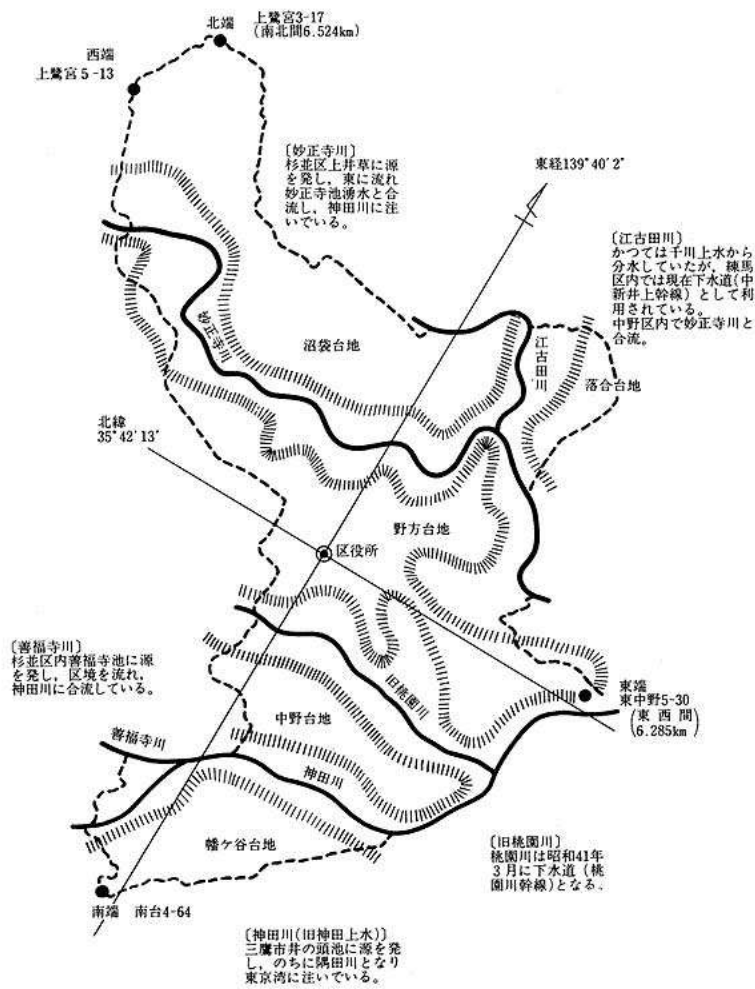 北端
上鷺宮3-17
(南北間6.524km)
西端
上鷺宮5-13
〔妙正寺川〕
杉並区上井草に源
を発し，東に流れ
妙正寺池湧水と合
流し，神田川に注
いでいる。
東経139°40′2″
〔江古田川〕
かつては千川上水から
分水していたが，練馬
区内では現在下水道(中
新井上幹線）として利
用されている。
中野区内で妙正寺川と
合流。
妙正寺川
沼袋台地
江古田川
落合台地
北緯
35°42′13″
野方台地
区役所
〔善福寺川〕
杉並区内善福寺池に源
を発し，区境を流れ，
神田川に合流している。
旧桃園川
東端
東中野5-30
(東西間
6.285km)
中野台地
善福寺川
神田川
幡ケ谷台地
〔旧桃園川〕
桃園川は昭和41年
3月に下水道（桃
園川幹線）となる．
南端　南台4-64
〔神田川(旧神田上水)〕
三鷹市井の頭池に源を発
し，のちに隅田川となり
東京湾に注いでいる。